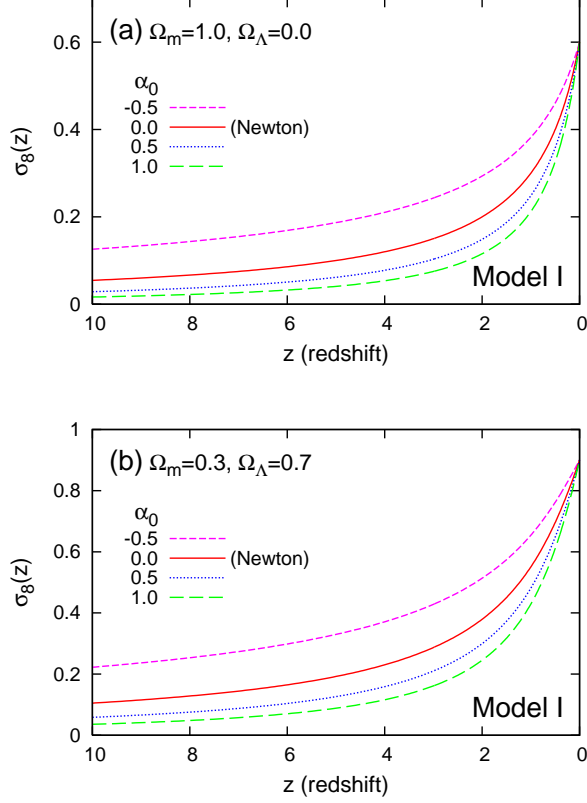 (a) Ωm=1.0, ΩΛ=0.0
σ8(z)
0.6
0.4
0.2
0
α0
-0.5
0.0 (Newton)
0.5
1.0
Model I
10 8 6 4 2 0
z (redshift)
(b) Ωm=0.3, ΩΛ=0.7
σ8(z)
1
0.8
0.6
0.4
0.2
0
α0
-0.5
0.0 (Newton)
0.5
1.0
Model I
10 8 6 4 2 0
z (redshift)